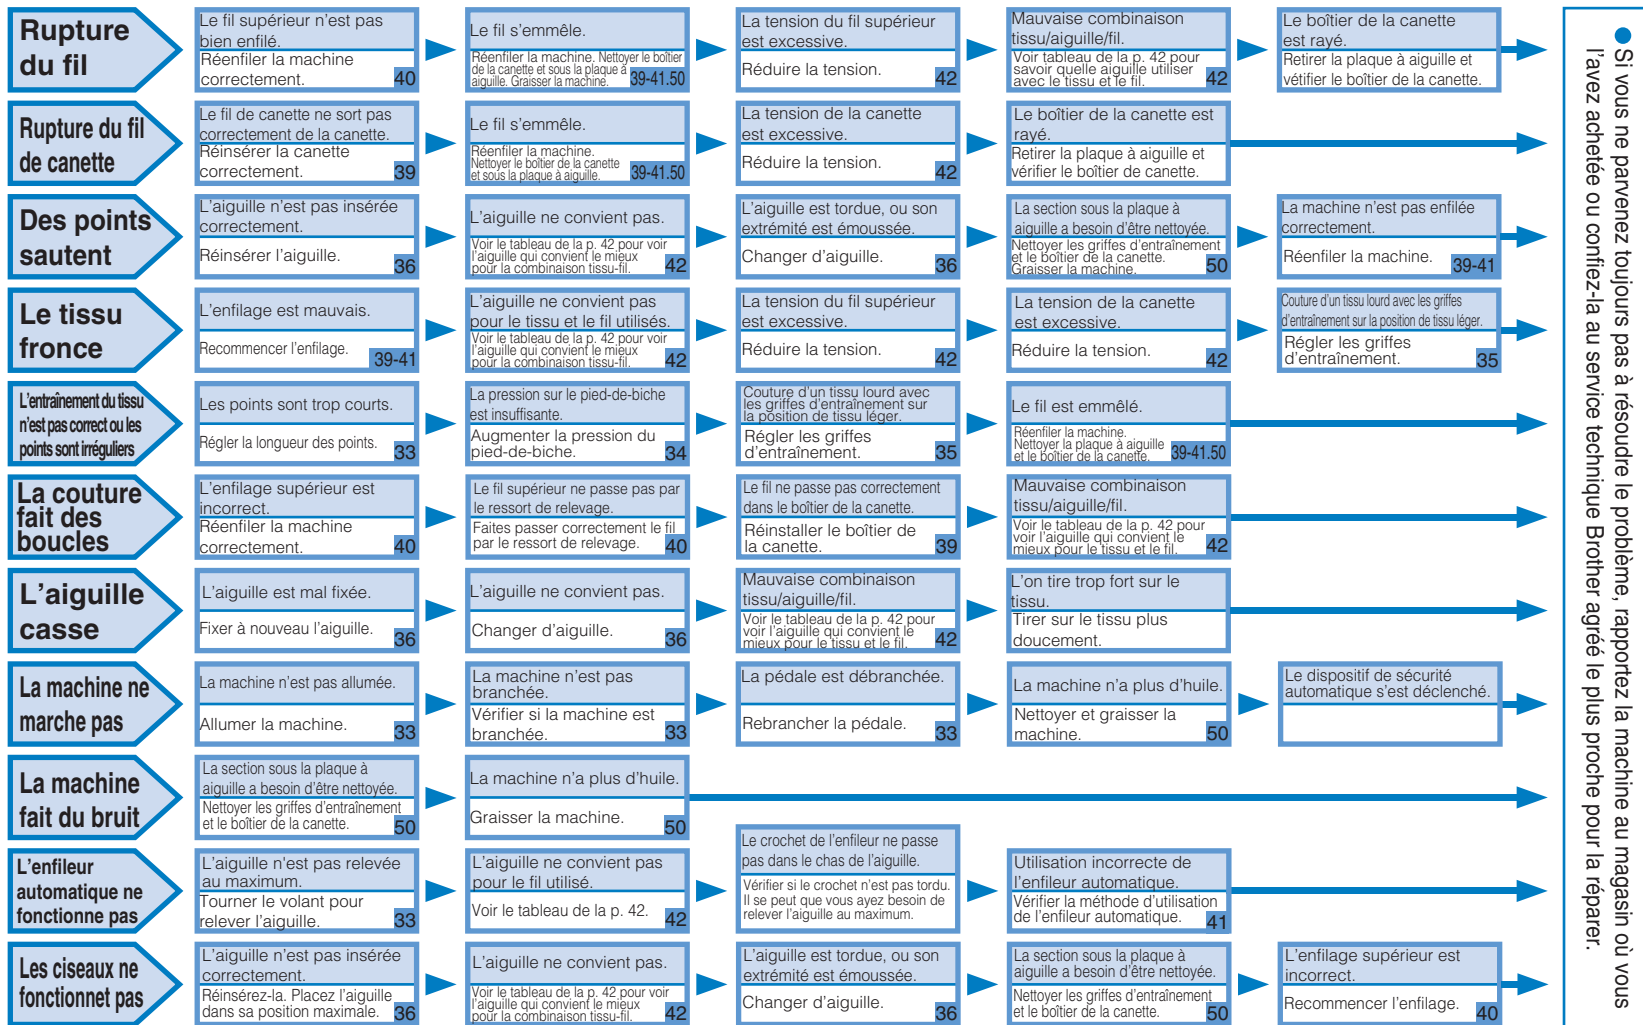 Rupture
du fil
Le fil supérieur n'est pas
bien enfilé.
Réenfiler la machine
correctement.
40
Le fil s'emmêle.
Réenfiler la machine. Nettoyer le boîtier
de la canette et sous la plaque à
aiguille. Graisser la machine.
39-41.50
La tension du fil supérieur
est excessive.
Réduire la tension.
42
Mauvaise combinaison
tissu/aiguille/fil.
Voir tableau de la p. 42 pour
savoir quelle aiguille utiliser
avec le tissu et le fil.
42
Le boîtier de la canette
est rayé.
Retirer la plaque à aiguille et
vétifier le boîtier de la canette.
Rupture du fil
de canette
Le fil de canette ne sort pas
correctement de la canette.
Réinsérer la canette
correctement.
39
Le fil s'emmêle.
Réenfiler la machine.
Nettoyer le boîtier de la canette
et sous la plaque à aiguille.
39-41.50
La tension de la canette
est excessive.
Réduire la tension.
42
Le boîtier de la canette est
rayé.
Retirer la plaque à aiguille et
vérifier le boîtier de canette.
Des points
sautent
L'aiguille n'est pas insérée
correctement.
Réinsérer l'aiguille.
36
L'aiguille ne convient pas.
Voir le tableau de la p. 42 pour voir
l'aiguille qui convient le mieux
pour la combinaison tissu-fil.
42
L'aiguille est tordue, ou son
extrémité est émoussée.
Changer d'aiguille.
36
La section sous la plaque à
aiguille a besoin d'être nettoyée.
Nettoyer les griffes d'entraînement
et le boîtier de la canette.
Graisser la machine.
50
La machine n'est pas enfilée
correctement.
Réenfiler la machine.
39-41
Le tissu
fronce
L'enfilage est mauvais.
Recommencer l'enfilage.
39-41
L'aiguille ne convient pas
pour le tissu et le fil utilisés.
Voir le tableau de la p. 42 pour voir
l'aiguille qui convient le mieux
pour la combinaison tissu-fil.
42
La tension du fil supérieur
est excessive.
Réduire la tension.
42
La tension de la canette
est excessive.
Réduire la tension.
42
Couture d'un tissu lourd avec les griffes
d'entraînement sur la position de tissu léger.
Régler les griffes
d'entraînement.
35
L'entraînement du tissu
n'est pas correct ou les
points sont irréguliers
Les points sont trop courts.
Régler la longueur des points.
33
La pression sur le pied-de-biche
est insuffisante.
Augmenter la pression du
pied-de-biche.
34
Couture d'un tissu lourd avec
les griffes d'entraînement sur
la position de tissu léger.
Régler les griffes
d'entraînement.
35
Le fil est emmêlé.
Réenfiler la machine.
Nettoyer la plaque à aiguille
et le boîtier de la canette.
39-41.50
La couture
fait des
boucles
L'enfilage supérieur est
incorrect.
Réenfiler la machine
correctement.
40
Le fil supérieur ne passe pas par
le ressort de relevage.
Faites passer correctement le fil
par le ressort de relevage.
40
Le fil ne passe pas correctement
dans le boîtier de la canette.
Réinstaller le boîtier de
la canette.
39
Mauvaise combinaison
tissu/aiguille/fil.
Voir le tableau de la p. 42 pour
voir l'aiguille qui convient le
mieux pour le tissu et le fil.
42
L'aiguille
casse
L'aiguille est mal fixée.
Fixer à nouveau l'aiguille.
36
L'aiguille ne convient pas.
Changer d'aiguille.
36
Mauvaise combinaison
tissu/aiguille/fil.
Voir le tableau de la p. 42 pour
voir l'aiguille qui convient le
mieux pour le tissu et le fil.
42
L'on tire trop fort sur le
tissu.
Tirer sur le tissu plus
doucement.
La machine ne
marche pas
La machine n'est pas allumée.
Allumer la machine.
33
La machine n'est pas
branchée.
Vérifier si la machine est
branchée.
33
La pédale est débranchée.
Rebrancher la pédale.
33
La machine n'a plus d'huile.
Nettoyer et graisser la
machine.
50
Le dispositif de sécurité
automatique s'est déclenché.
La machine
fait du bruit
La section sous la plaque à
aiguille a besoin d'être nettoyée.
Nettoyer les griffes d'entraînement
et le boîtier de la canette.
50
La machine n'a plus d'huile.
Graisser la machine.
50
L'enfileur
automatique ne
fonctionne pas
L'aiguille n'est pas relevée
au maximum.
Tourner le volant pour
relever l'aiguille.
33
L'aiguille ne convient pas
pour le fil utilisé.
Voir le tableau de la p. 42.
42
Le crochet de l'enfileur ne passe
pas dans le chas de l'aiguille.
Vérifier si le crochet n'est pas tordu.
Il se peut que vous ayez besoin de
relever l'aiguille au maximum.
Utilisation incorrecte de
l'enfileur automatique.
Vérifier la méthode d'utilisation
de l'enfileur automatique.
41
Les ciseaux ne
fonctionnet pas
L'aiguille n'est pas insérée
correctement.
Réinsérez-la. Placez l'aiguille
dans sa position maximale.
36
L'aiguille ne convient pas.
Voir le tableau de la p. 42 pour voir
l'aiguille qui convient le mieux
pour la combinaison tissu-fil.
42
L'aiguille est tordue, ou son
extrémité est émoussée.
Changer d'aiguille.
36
La section sous la plaque à
aiguille a besoin d'être nettoyée.
Nettoyer les griffes d'entraînement
et le boîtier de la canette.
50
L'enfilage supérieur est
incorrect.
Recommencer l'enfilage.
40
● Si vous ne parvenez toujours pas à résoudre le problème, rapportez la machine au magasin où vous
l'avez achetée ou confiez-la au service technique Brother agréé le plus proche pour la réparer.